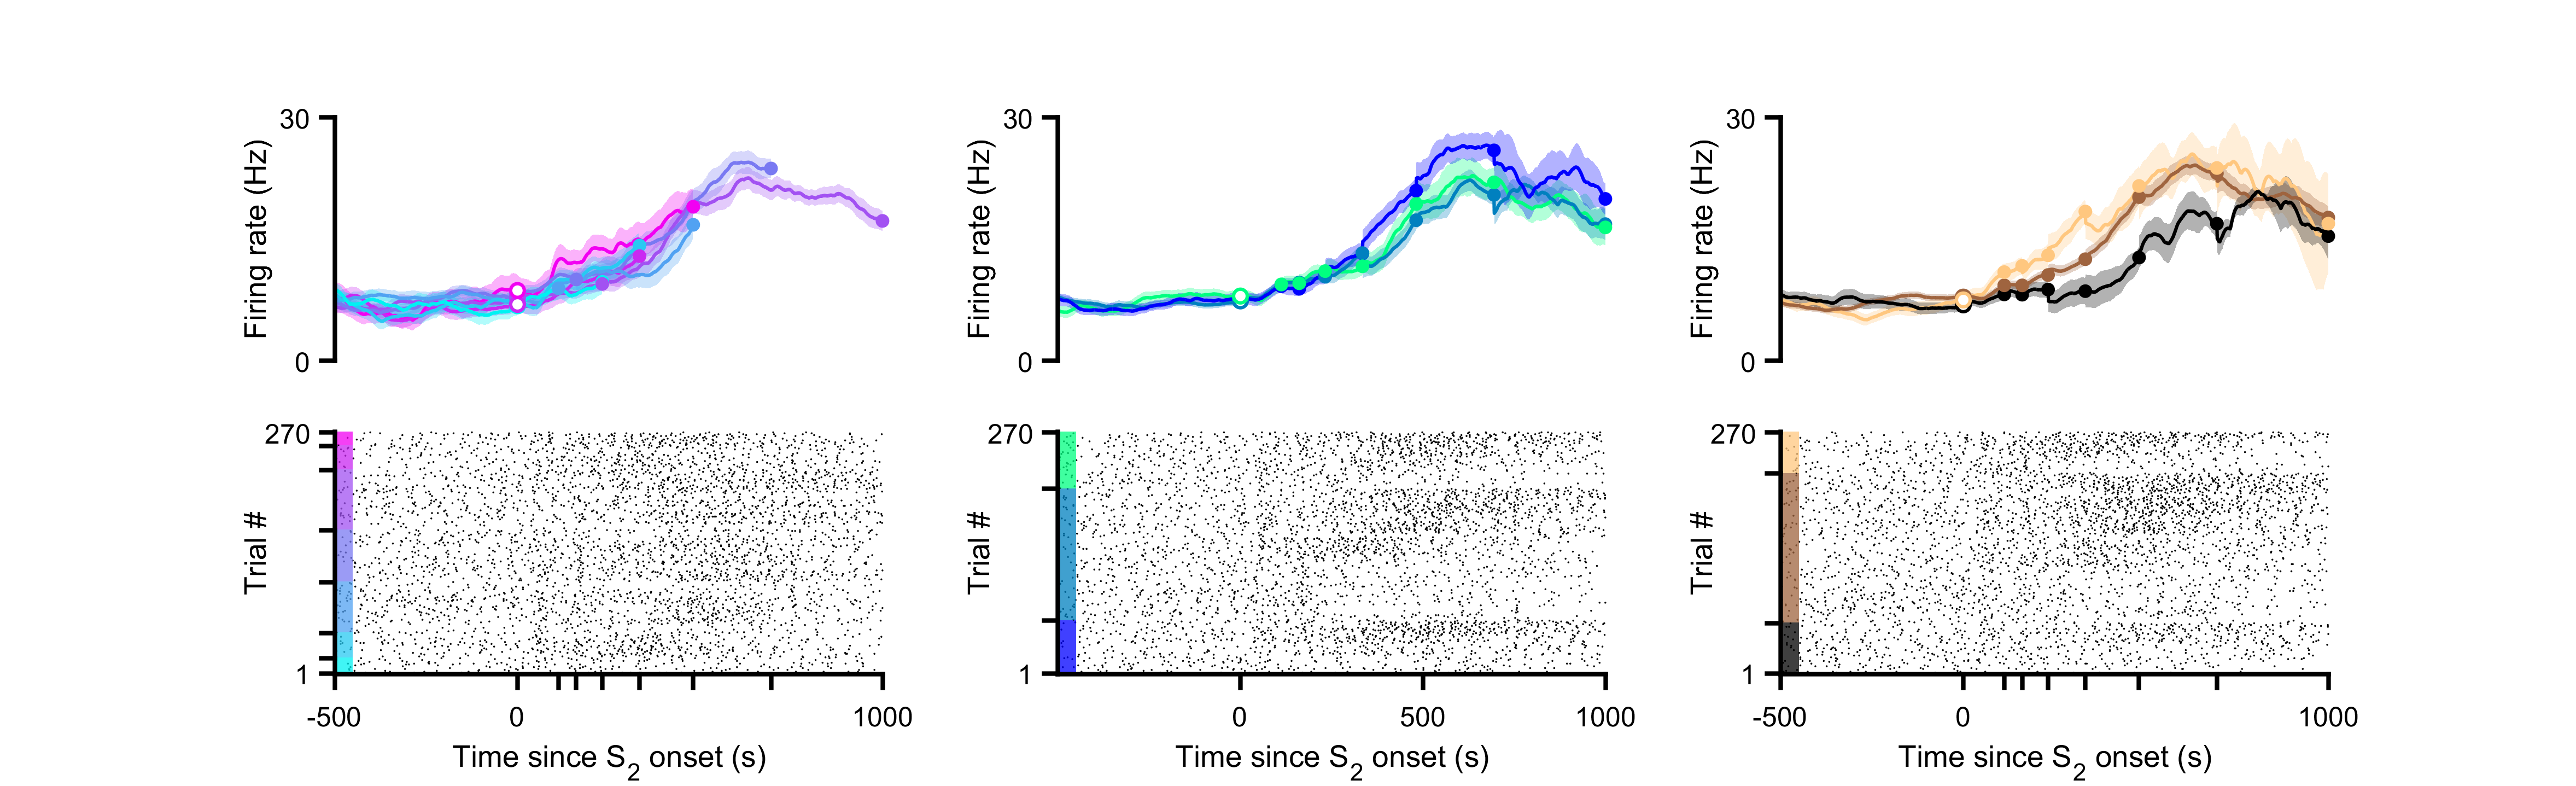 30
Firing rate (Hz)
0
30
Firing rate (Hz)
0
30
Firing rate (Hz)
0
270
Trial #
1
-500
0
1000
Time since S2 onset (s)
270
Trial #
1
0
500
1000
Time since S2 onset (s)
270
Trial #
1
-500
0
1000
Time since S2 onset (s)